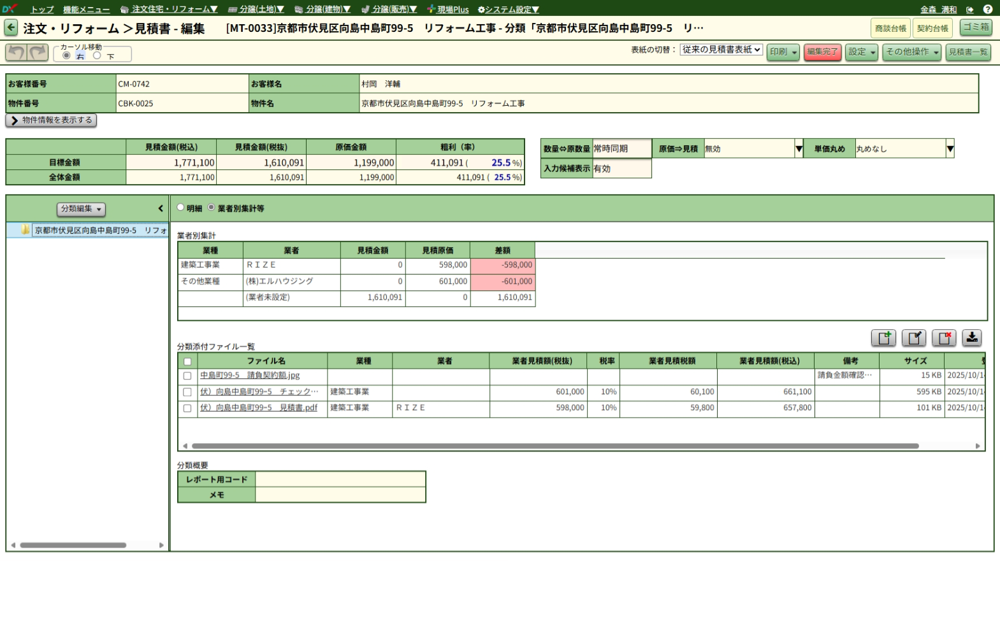 DX トップ 機能メニュー 注文住宅・リフォーム▼ 分譲(土地)▼ 分譲(建物)▼ 分譲(販売)▼ 現場Plus システム設定▼ 金森 満和
注文・リフォーム ＞見積書 - 編集 [MT-0033]京都市伏見区向島中島町99-5 リフォーム工事 - 分類「京都市伏見区向島中島町99-5 リ… 商談台帳 契約台帳 ゴミ箱
カーソル移動 右 下 表紙の切替： 従来の見積書表紙 印刷 編集完了 設定 その他操作 見積書一覧
お客様番号 CM-0742 お客様名 村岡 洋輔
物件番号 CBK-0025 物件名 京都市伏見区向島中島町99-5 リフォーム工事
物件情報を表示する
見積金額(税込) 見積金額(税抜) 原価金額 粗利（率）
目標金額 1,771,100 1,610,091 1,199,000 411,091 ( 25.5 %)
全体金額 1,771,100 1,610,091 1,199,000 411,091 ( 25.5 %)
数量⇔原数量 常時同期 原価⇒見積 無効 ▼ 単価丸め 丸めなし ▼
入力候補表示 有効
分類編集 明細 業者別集計等
京都市伏見区向島中島町99-5 リフォ
業者別集計
業種 業者 見積金額 見積原価 差額
建築工事業 ＲＩＺＥ 0 598,000 -598,000
その他業種 (株)エルハウジング 0 601,000 -601,000
(業者未設定) 1,610,091 0 1,610,091
分類添付ファイル一覧
ファイル名 業種 業者 業者見積額(税抜) 税率 業者見積税額 業者見積額(税込) 備考 サイズ
中島町99-5 請負契約額.jpg 請負金額確認… 15 KB 2025/10/1
伏）向島中島町99−5 チェック… 建築工事業 601,000 10% 60,100 661,100 595 KB 2025/10/1
伏）向島中島町99−5 見積書.pdf 建築工事業 ＲＩＺＥ 598,000 10% 59,800 657,800 101 KB 2025/10/1
分類概要
レポート用コード
メモ